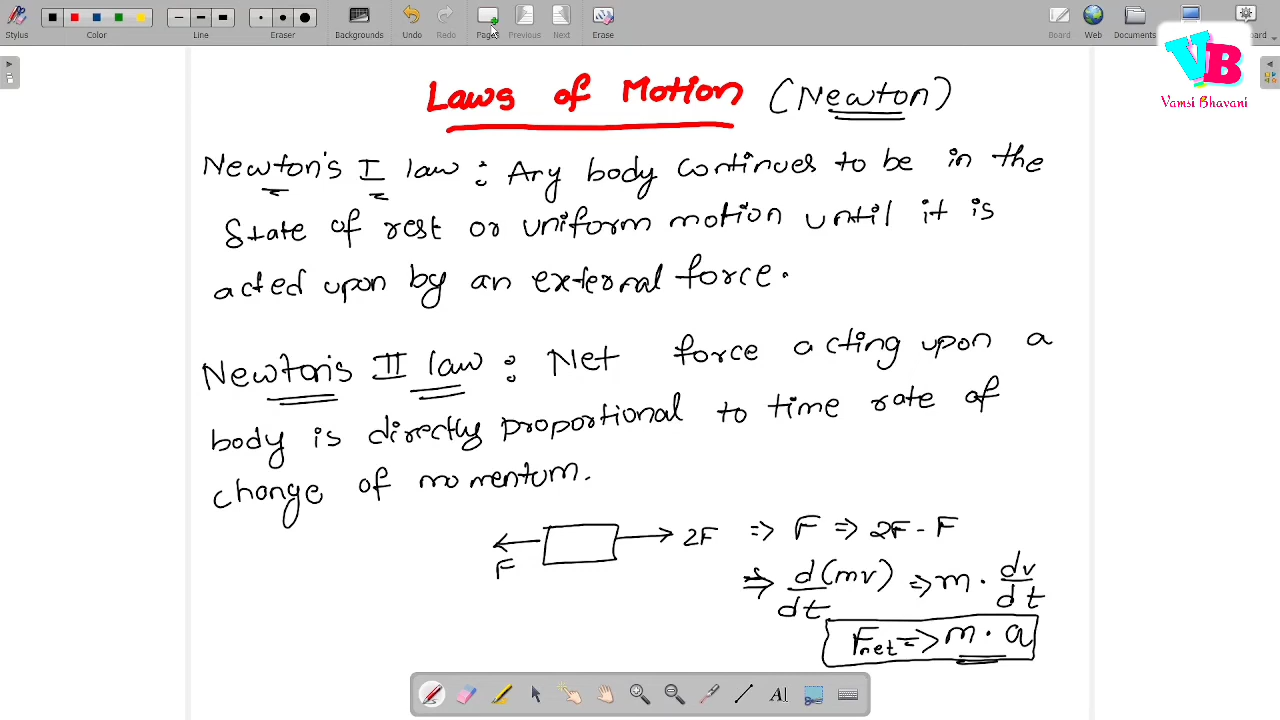 Stylus
Color
Line
Eraser
Backgrounds
Undo
Redo
Pages
Previous
Next
Erase
Board
Web
Documents
VB
Vamsi Bhavani
Laws of Motion (Newton)
Newton's I law : Any body continues to be in the
State of rest or uniform motion until it is
acted upon by an external force.
Newton's II law : Net force acting upon a
body is directly proportional to time rate of
change of momentum.
F 2F => F => 2F - F
=> d(mv)/dt => m . dv/dt
Fnet => m . a
AI